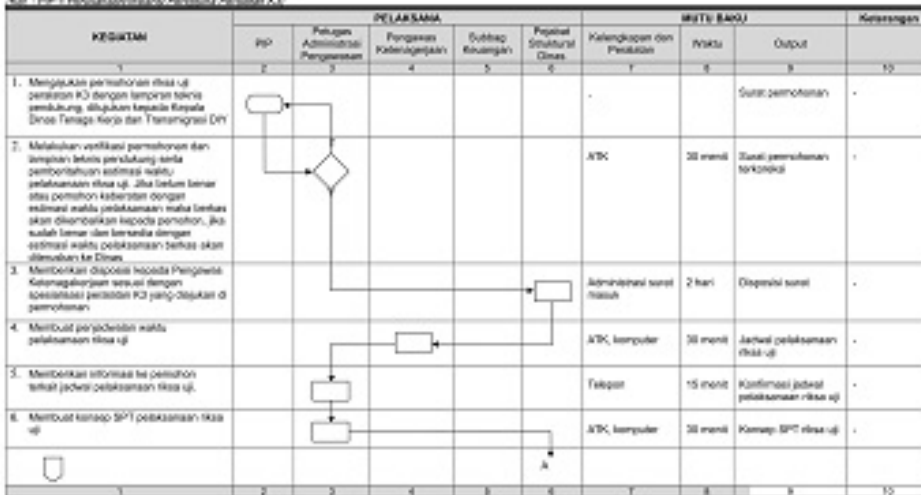 PELAKSANA
MUTU BAKU
Keterangan
KEGIATAN
PIP
Petugas
Administrasi
Pengawasan
Pengawas
Ketenagakerjaan
Subbag
Keuangan
Pejabat
Struktural
Dinas
Kelengkapan dan
Peralatan
Waktu
Output
1 2 3 4 5 6 7 8 9 10
1. Mengajukan permohonan riksa uji
peralatan K3 dengan lampiran teknis
pendukung, ditujukan kepada Kepala
Dinas Tenaga Kerja dan Transmigrasi DIY
-
Surat permohonan
-
2. Melakukan verifikasi permohonan dan
lampiran teknis pendukung serta
pemberitahuan estimasi waktu
pelaksanaan riksa uji. Jika belum benar
atau pemohon keberatan dengan
estimasi waktu pelaksanaan maka berkas
akan dikembalikan kepada pemohon, jika
sudah benar dan bersedia dengan
estimasi waktu pelaksanaan berkas akan
diteruskan ke Dinas
ATK
30 menit
Surat permohonan
terkoreksi
-
3. Memberikan disposisi kepada Pengawas
Ketenagakerjaan sesuai dengan
spesialisasi peralatan K3 yang diajukan di
permohonan
Administrasi surat
masuk
2 hari
Disposisi surat
-
4. Membuat penjadwalan waktu
pelaksanaan riksa uji
ATK, komputer
30 menit
Jadwal pelaksanaan
riksa uji
-
5. Memberikan informasi ke pemohon
terkait jadwal pelaksanaan riksa uji.
Telepon
15 menit
Konfirmasi jadwal
pelaksanaan riksa uji
-
6. Membuat konsep SPT pelaksanaan riksa
uji
ATK, komputer
30 menit
Konsep SPT riksa uji
-
A
1 2 3 4 5 6 7 8 9 10